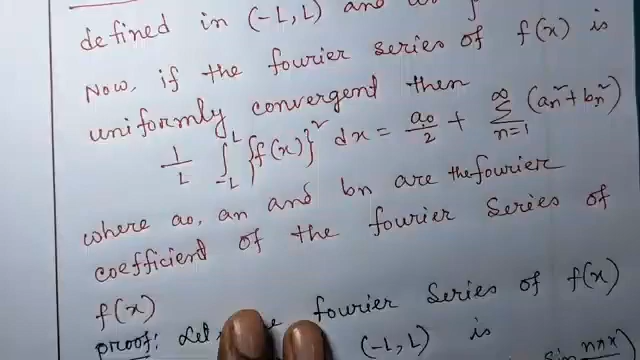 defined in (-L, L) and
Now, if the fourier series of f(x) is
uniformly convergent then
1/L ∫_{-L}^{L} {f(x)}² dx = a₀/2 + Σ_{n=1}^{∞} (aₙ² + bₙ²)
where a₀, aₙ and bₙ are the fourier
coefficient of the fourier series of
f(x)
proof: Let, fourier series of f(x)
(-L, L) is sin nπx